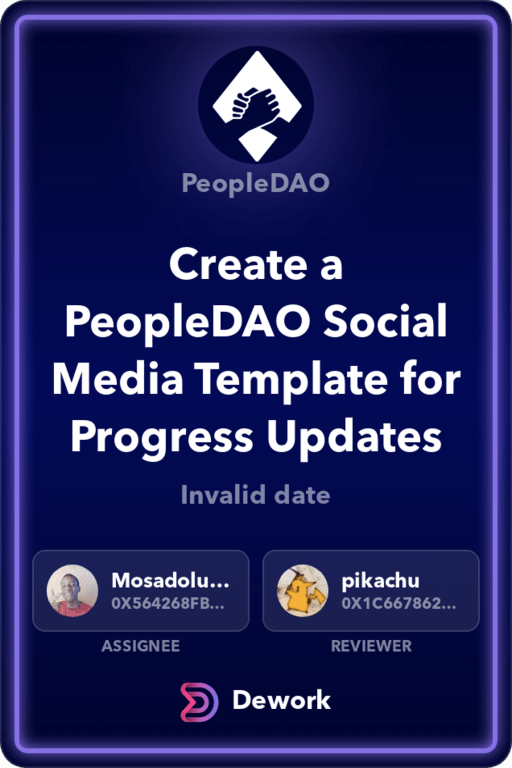 PeopleDAO
Create a
PeopleDAO Social
Media Template for
Progress Updates
Invalid date
Mosadolu...
0X564268FB...
ASSIGNEE
pikachu
0X1C667862...
REVIEWER
Dework